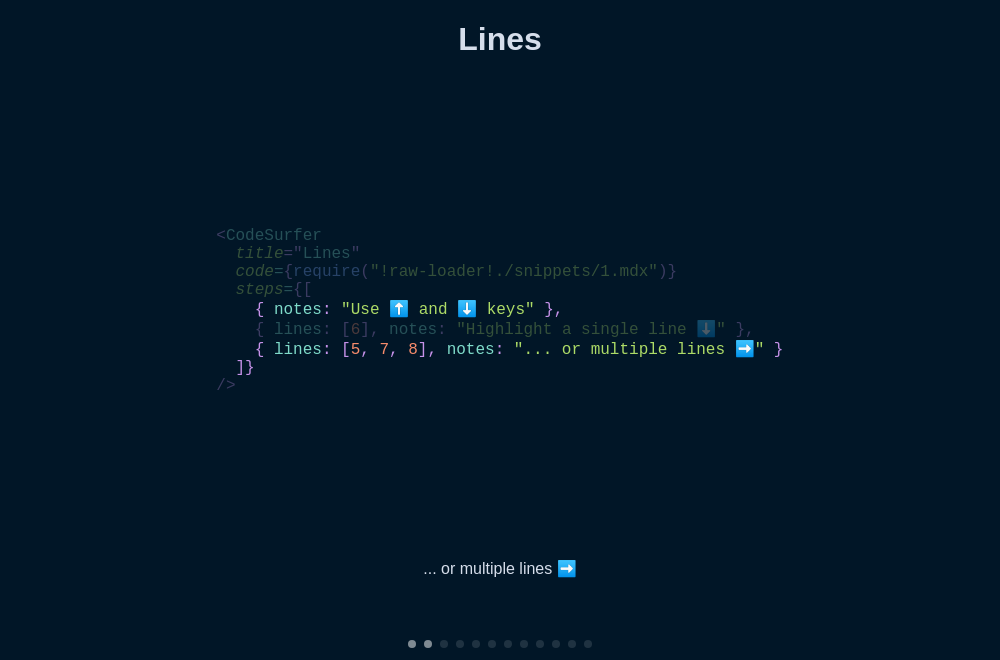 Lines
<CodeSurfer
  title="Lines"
  code={require("!raw-loader!./snippets/1.mdx")}
  steps={[
    { notes: "Use ⬆️ and ⬇️ keys" },
    { lines: [6], notes: "Highlight a single line ⬇️" },
    { lines: [5, 7, 8], notes: "... or multiple lines ➡️" }
  ]}
/>
... or multiple lines ➡️